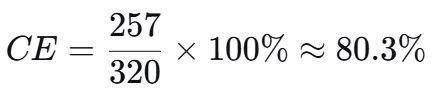 CE = 257/320 × 100% ≈ 80.3%